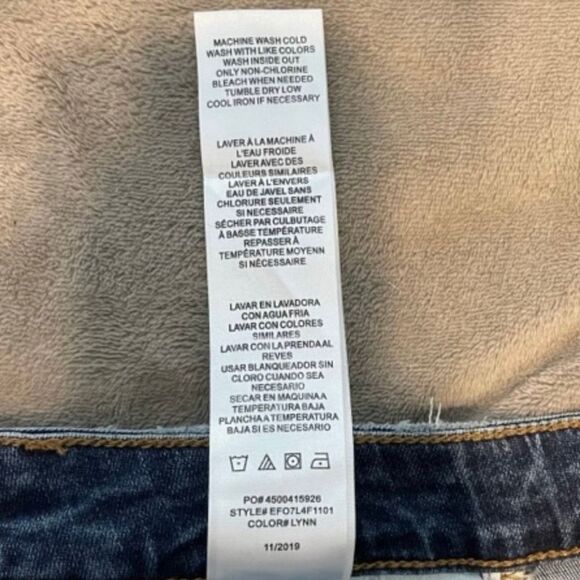 MACHINE WASH COLD
WASH WITH LIKE COLORS
WASH INSIDE OUT
ONLY NON-CHLORINE
BLEACH WHEN NEEDED
TUMBLE DRY LOW
COOL IRON IF NECESSARY
LAVER À LA MACHINE À
L'EAU FROIDE
LAVER AVEC DES
COULEURS SIMILAIRES
LAVER À L'ENVERS
EAU DE JAVEL SANS
CHLORURE SEULEMENT
SI NECESSAIRE
SÉCHER PAR CULBUTAGE
À BASSE TEMPÉRATURE
REPASSER À
TEMPÉRATURE MOYENN
SI NÉCESSAIRE
LAVAR EN LAVADORA
CON AGUA FRIA
LAVAR CON COLORES
SIMILARES
LAVAR CON LA PRENDA AL
REVES
USAR BLANQUEADOR SIN
CLORO CUANDO SEA
NECESARIO
SECAR EN MAQUINA A
TEMPERATURA BAJA
PLANCHA A TEMPERATURA
BAJA SI ES NECESARIO
PO# 4500415926
STYLE# EFO7L4F1101
COLOR# LYNN
11/2019